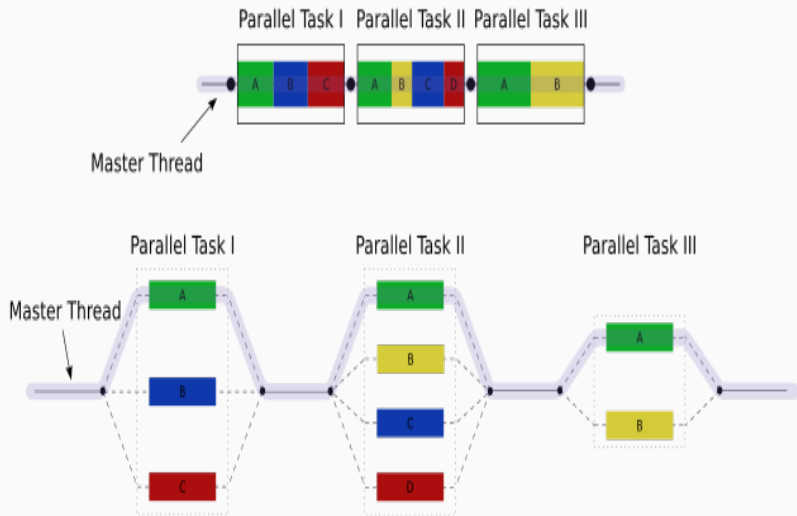 Parallel Task I Parallel Task II Parallel Task III
A B C A B C D A B
Master Thread
Parallel Task I Parallel Task II Parallel Task III
A A
Master Thread A
B
B
C B
C D